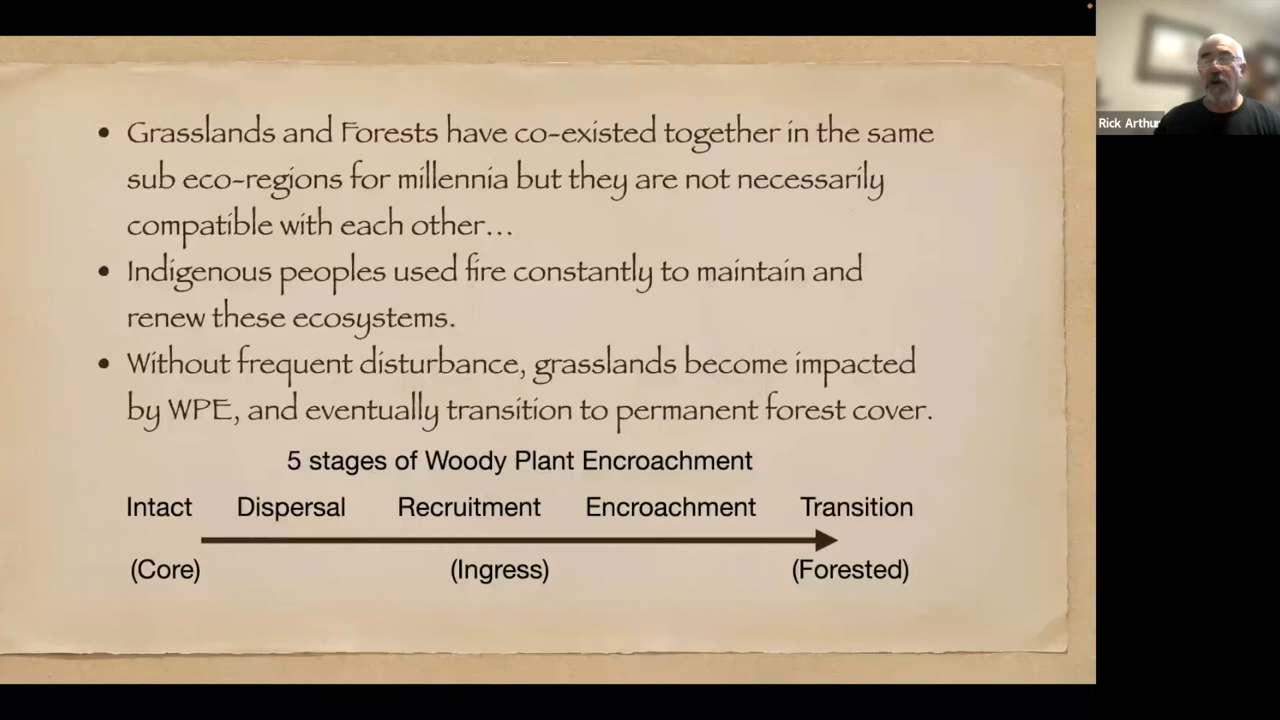 • Grasslands and Forests have co-existed together in the same
sub eco-regions for millennia but they are not necessarily
compatible with each other...
• Indigenous peoples used fire constantly to maintain and
renew these ecosystems.
• Without frequent disturbance, grasslands become impacted
by WPE, and eventually transition to permanent forest cover.
5 stages of Woody Plant Encroachment
Intact Dispersal Recruitment Encroachment Transition
(Core) (Ingress) (Forested)
Rick Arthur